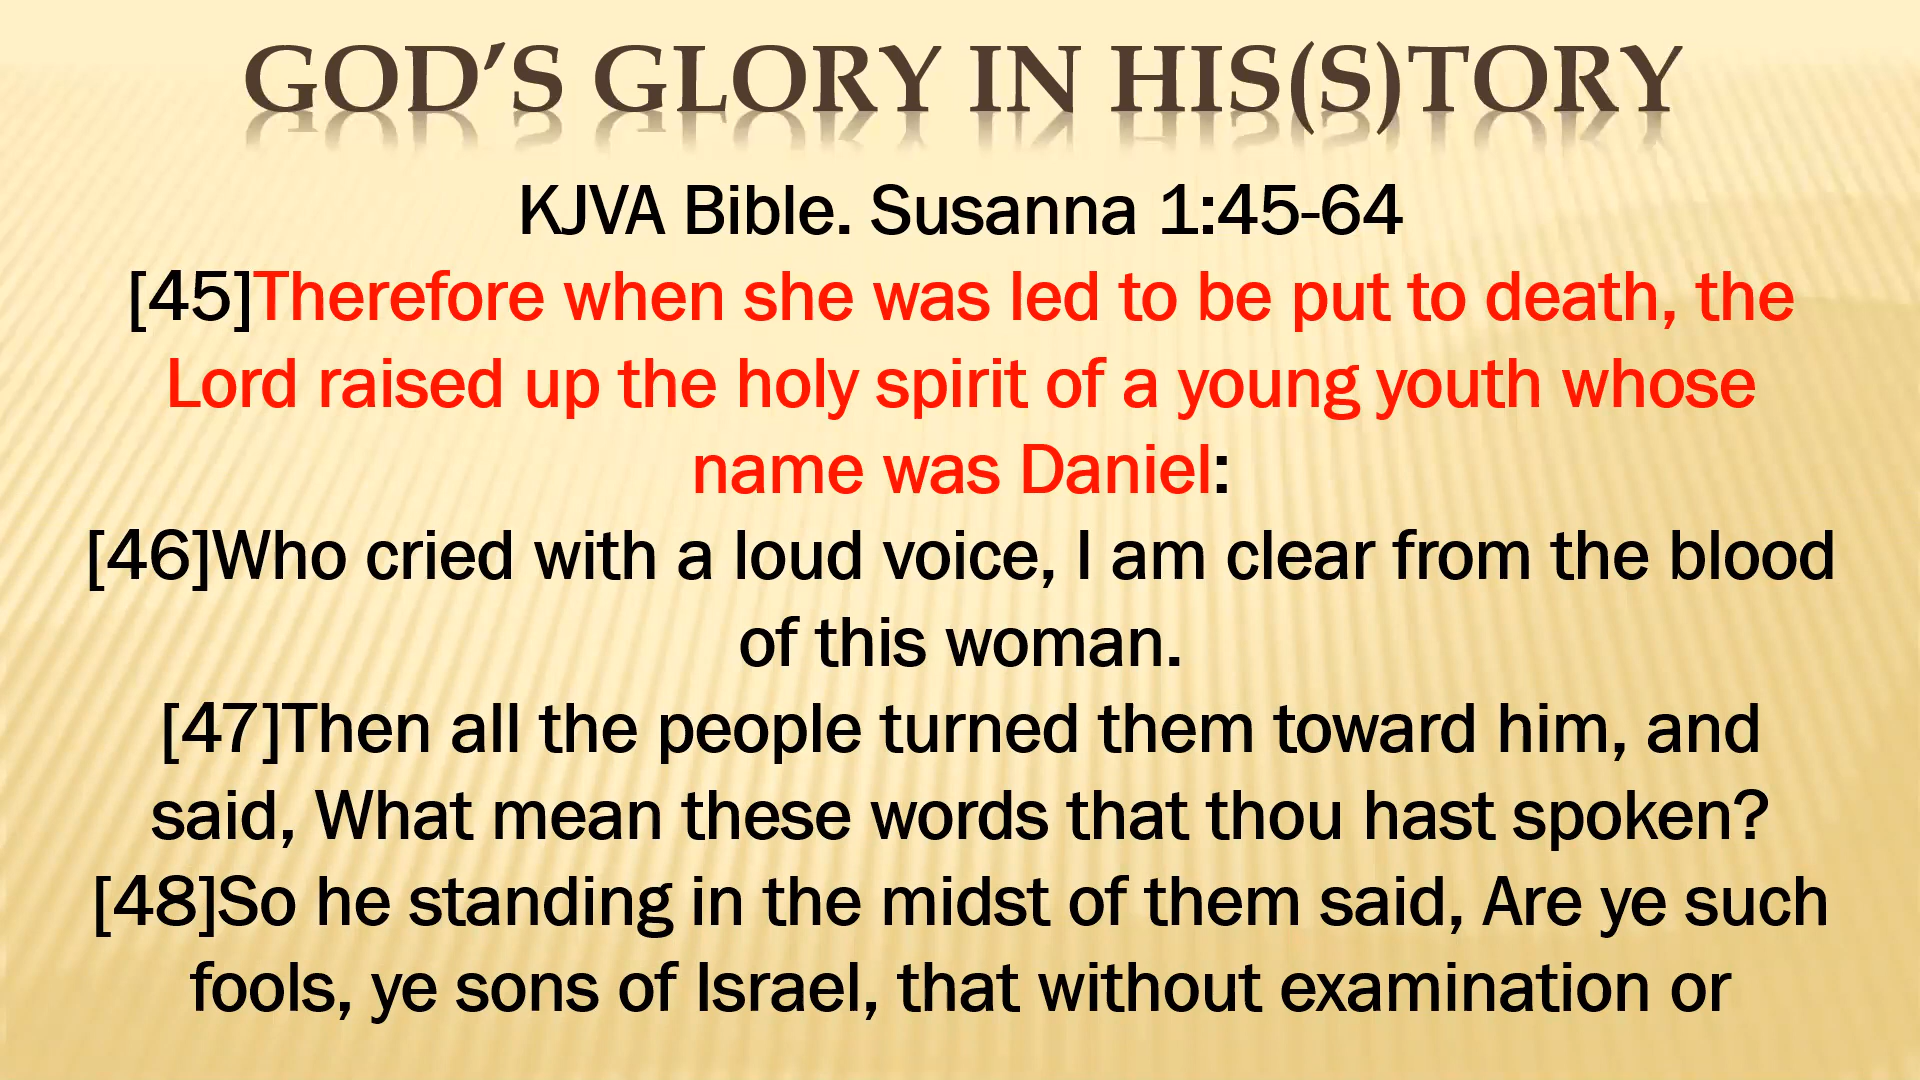 GOD’S GLORY IN HIS(S)TORY
KJVA Bible. Susanna 1:45-64
[45]Therefore when she was led to be put to death, the
Lord raised up the holy spirit of a young youth whose
name was Daniel:
[46]Who cried with a loud voice, I am clear from the blood
of this woman.
[47]Then all the people turned them toward him, and
said, What mean these words that thou hast spoken?
[48]So he standing in the midst of them said, Are ye such
fools, ye sons of Israel, that without examination or